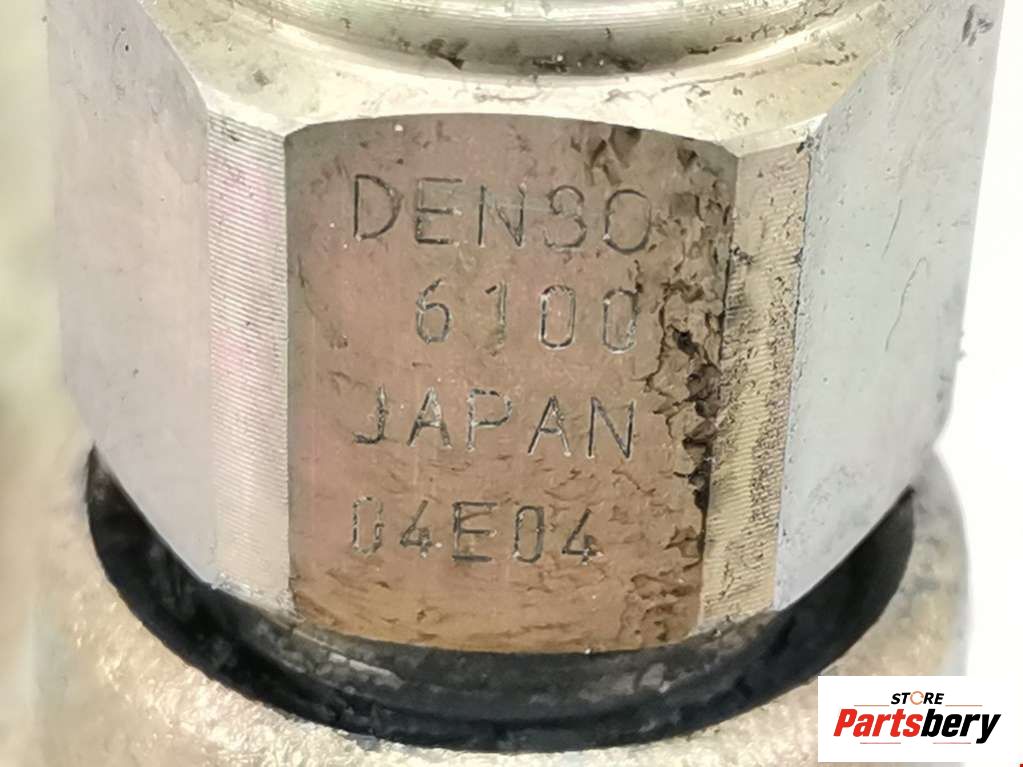 DENSO
6100
JAPAN
04E04
STORE
Partsbery